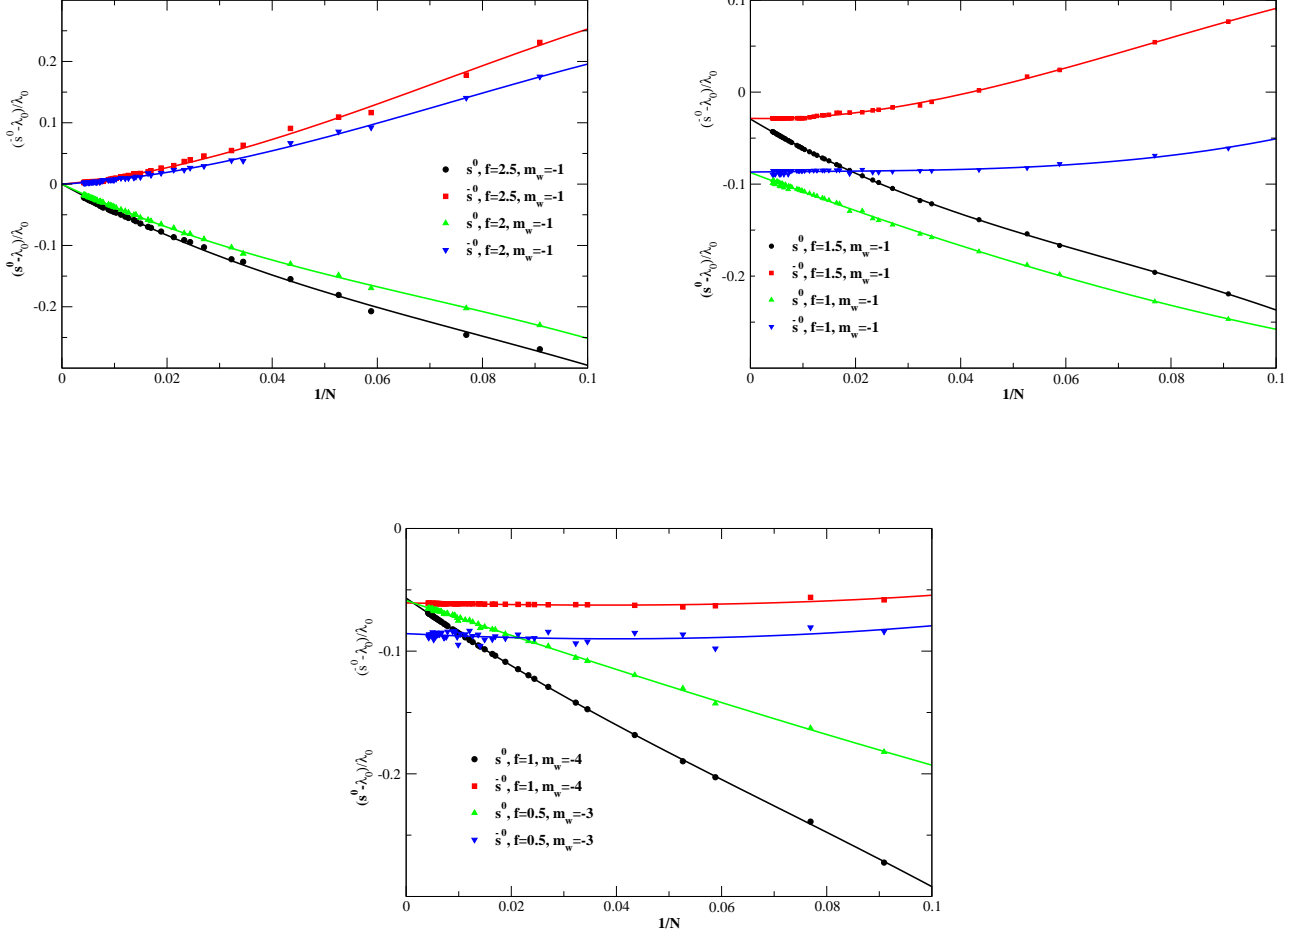 0.2
0.1
0
-0.1
-0.2
(s̄⁰-λ₀)/λ₀
(s⁰-λ₀)/λ₀
s⁰, f=2.5, m_w=-1
s̄⁰, f=2.5, m_w=-1
s⁰, f=2, m_w=-1
s̄⁰, f=2, m_w=-1
0 0.02 0.04 0.06 0.08 0.1
1/N
0.1
0
-0.1
-0.2
(s̄⁰-λ₀)/λ₀
(s⁰-λ₀)/λ₀
s⁰, f=1.5, m_w=-1
s̄⁰, f=1.5, m_w=-1
s⁰, f=1, m_w=-1
s̄⁰, f=1, m_w=-1
0 0.02 0.04 0.06 0.08 0.1
1/N
0
-0.1
-0.2
(s̄⁰-λ₀)/λ₀
(s⁰-λ₀)/λ₀
s⁰, f=1, m_w=-4
s̄⁰, f=1, m_w=-4
s⁰, f=0.5, m_w=-3
s̄⁰, f=0.5, m_w=-3
0 0.02 0.04 0.06 0.08 0.1
1/N